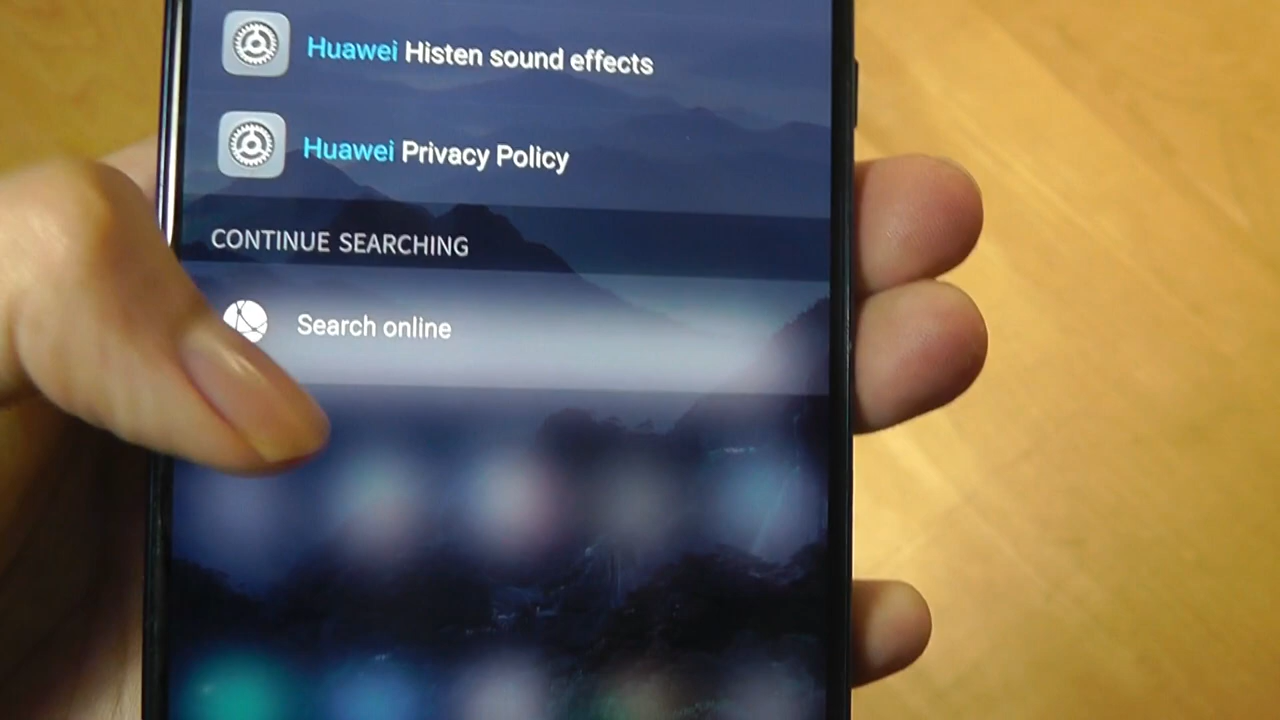 Huawei Histen sound effects
Huawei Privacy Policy
CONTINUE SEARCHING
Search online